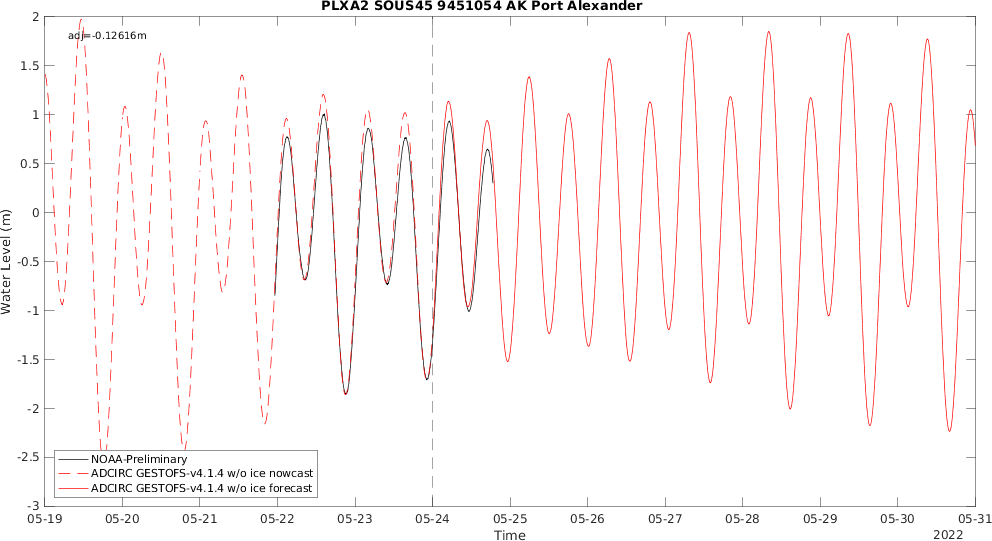 PLXA2 SOUS45 9451054 AK Port Alexander
adj=-0.12616m
2
1.5
1
0.5
0
-0.5
-1
-1.5
-2
-2.5
-3
Water Level (m)
NOAA-Preliminary
ADCIRC GESTOFS-v4.1.4 w/o ice nowcast
ADCIRC GESTOFS-v4.1.4 w/o ice forecast
05-19 05-20 05-21 05-22 05-23 05-24 05-25 05-26 05-27 05-28 05-29 05-30 05-31
Time
2022